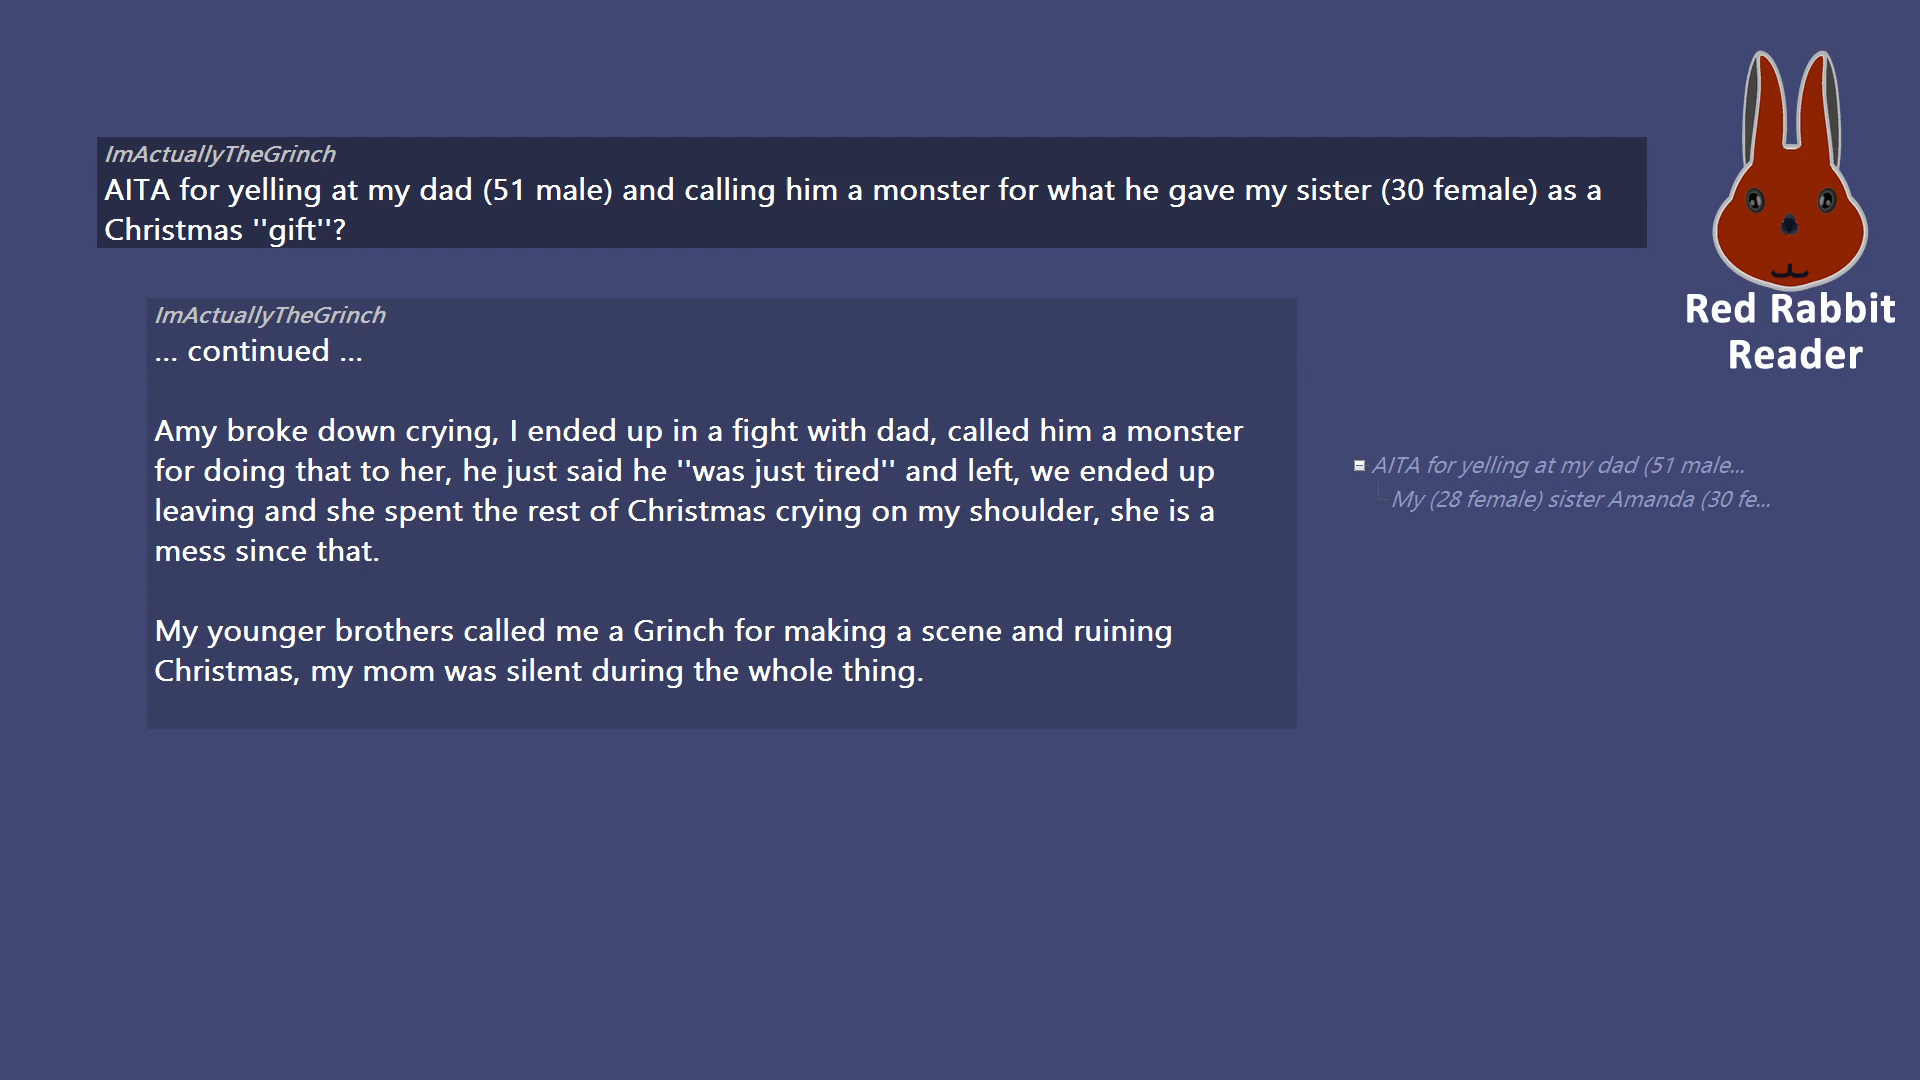 ImActuallyTheGrinch
AITA for yelling at my dad (51 male) and calling him a monster for what he gave my sister (30 female) as a
Christmas ''gift''?
ImActuallyTheGrinch
... continued ...
Amy broke down crying, I ended up in a fight with dad, called him a monster
for doing that to her, he just said he ''was just tired'' and left, we ended up
leaving and she spent the rest of Christmas crying on my shoulder, she is a
mess since that.
My younger brothers called me a Grinch for making a scene and ruining
Christmas, my mom was silent during the whole thing.
Red Rabbit
Reader
AITA for yelling at my dad (51 male...
My (28 female) sister Amanda (30 fe...